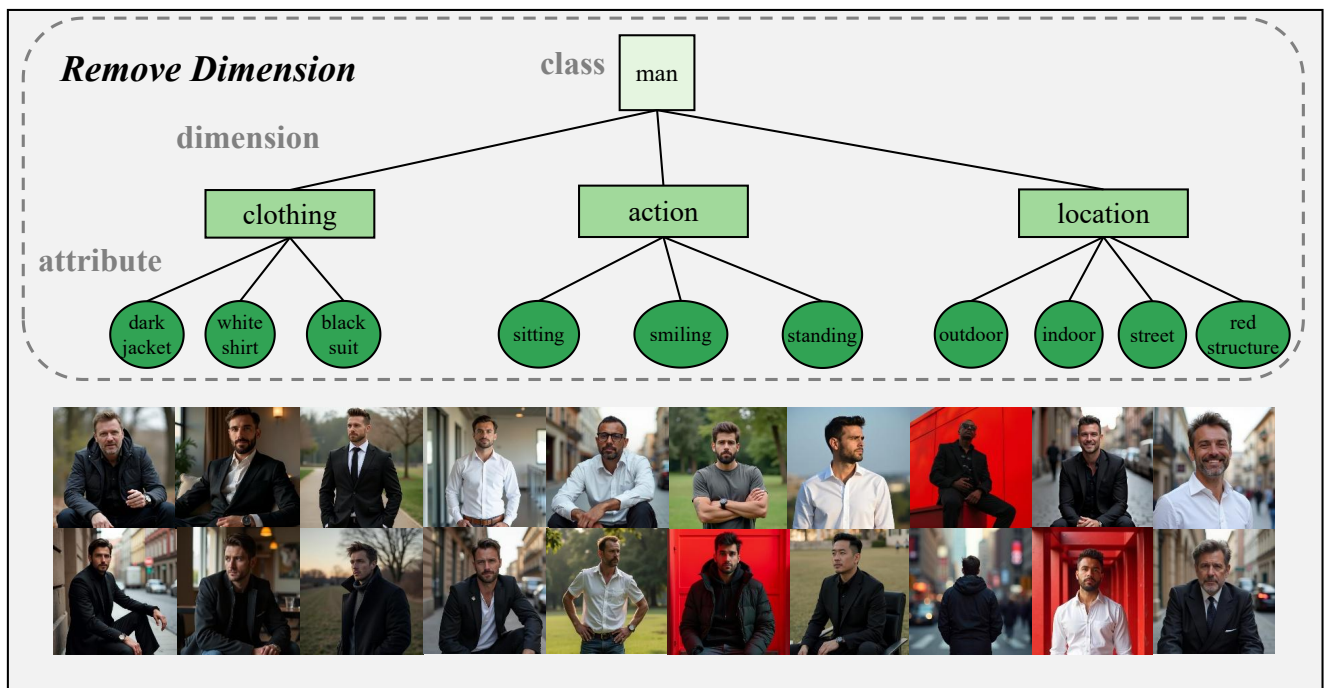 Remove Dimension
class
man
dimension
clothing
action
location
attribute
dark
jacket
white
shirt
black
suit
sitting
smiling
standing
outdoor
indoor
street
red
structure